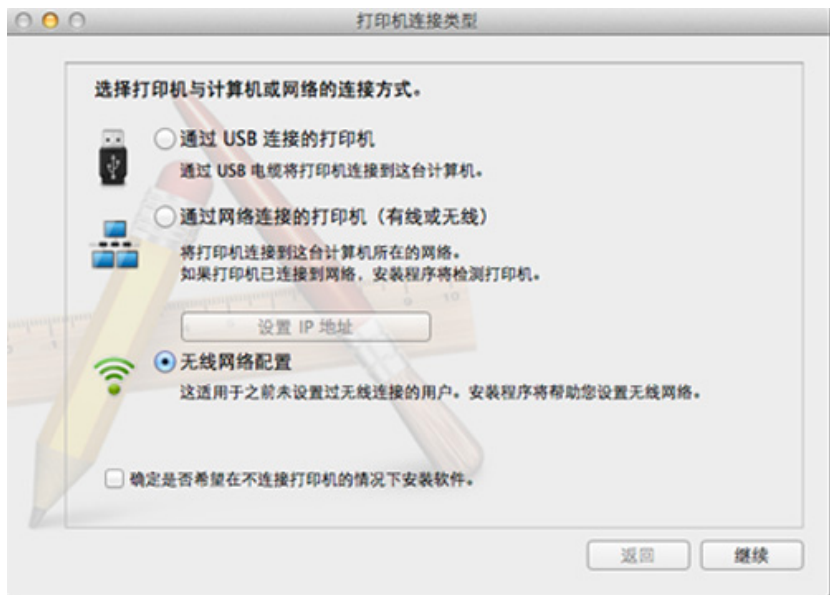 打印机连接类型
选择打印机与计算机或网络的连接方式。
通过 USB 连接的打印机
通过 USB 电缆将打印机连接到这台计算机。
通过网络连接的打印机（有线或无线）
将打印机连接到这台计算机所在的网络。
如果打印机已连接到网络，安装程序将检测打印机。
设置 IP 地址
无线网络配置
这适用于之前未设置过无线连接的用户。安装程序将帮助您设置无线网络。
确定是否希望在不连接打印机的情况下安装软件。
返回
继续